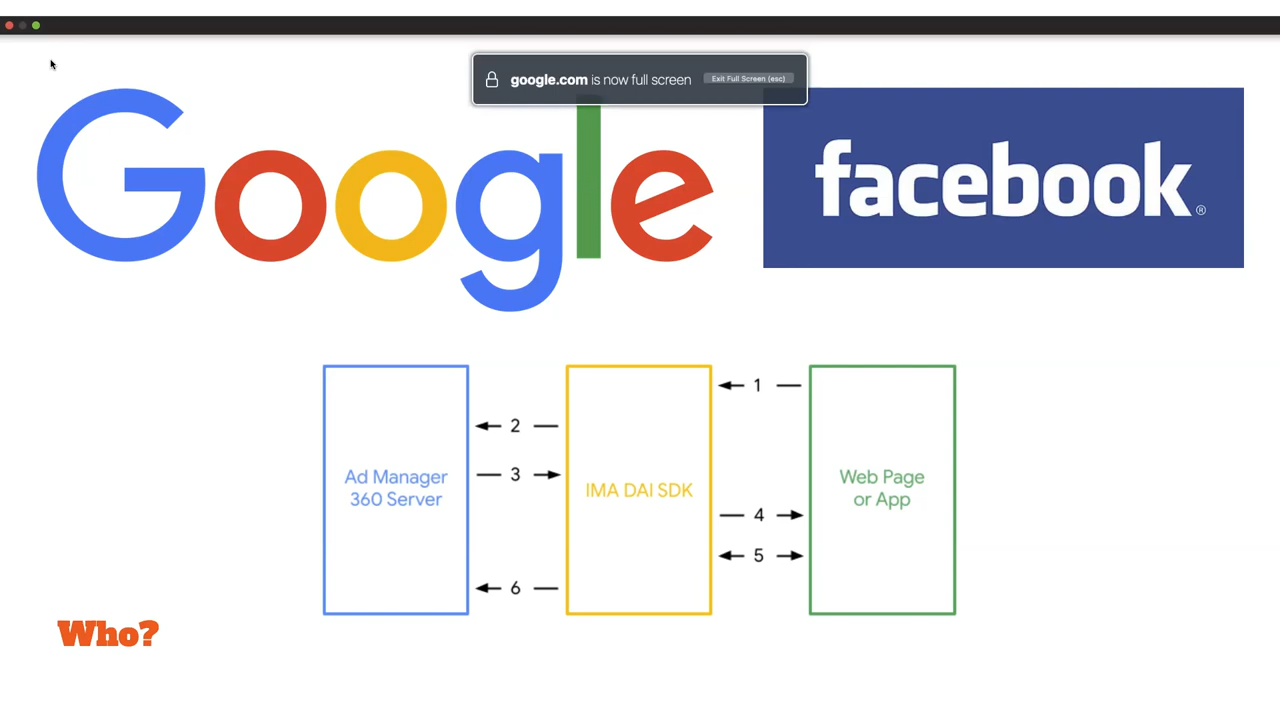 google.com is now full screen
Exit Full Screen (esc)
Google
facebook®
1
2
3
4
5
6
Ad Manager
360 Server
IMA DAI SDK
Web Page
or App
Who?